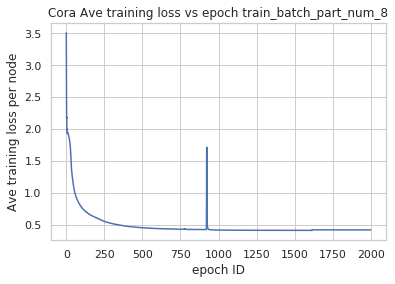 Cora Ave training loss vs epoch train_batch_part_num_8
Ave training loss per node
3.5
3.0
2.5
2.0
1.5
1.0
0.5
0 250 500 750 1000 1250 1500 1750 2000
epoch ID